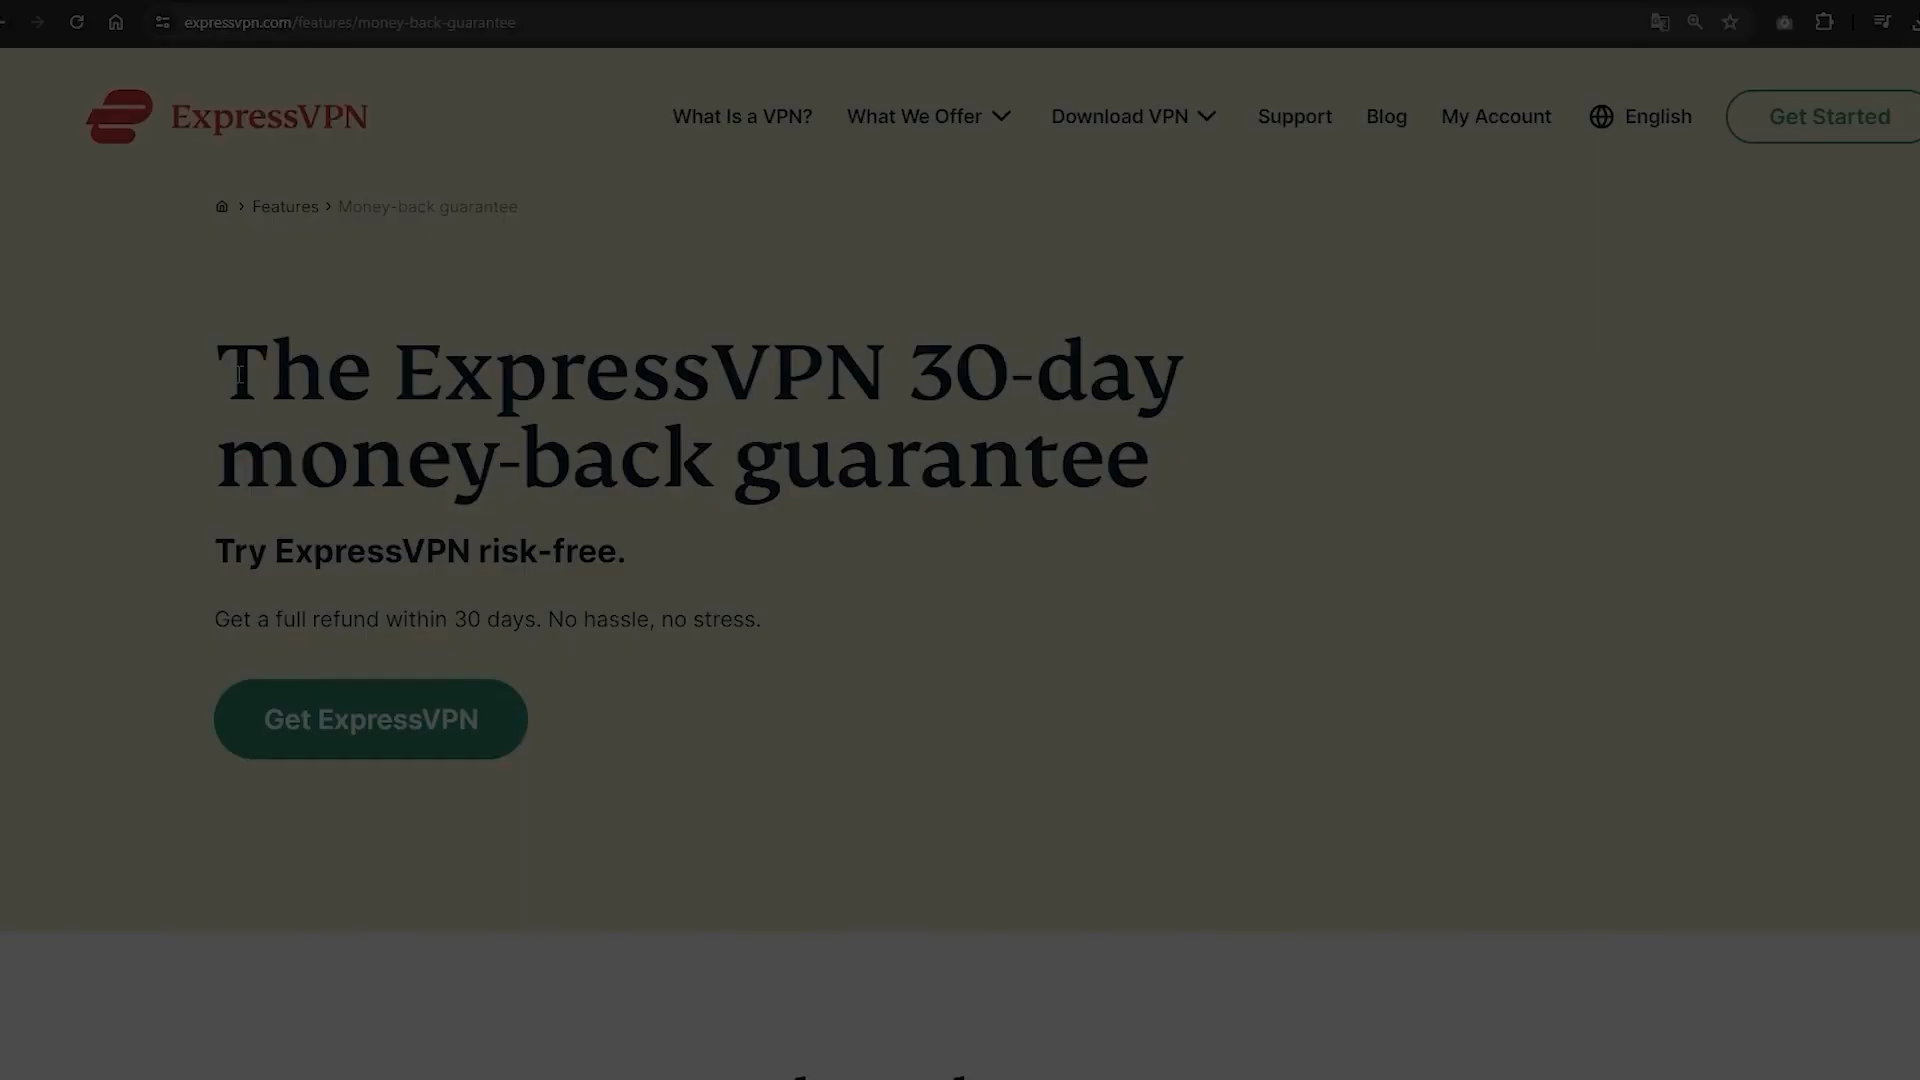 expressvpn.com/features/money-back-guarantee
ExpressVPN
What Is a VPN? What We Offer Download VPN Support Blog My Account English Get Started
Features > Money-back guarantee
The ExpressVPN 30-day
money-back guarantee
Try ExpressVPN risk-free.
Get a full refund within 30 days. No hassle, no stress.
Get ExpressVPN